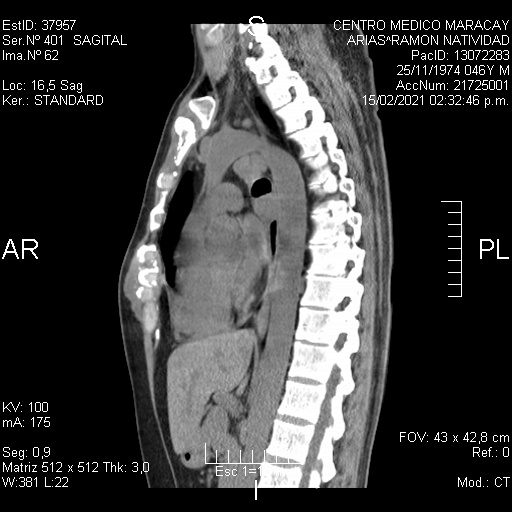 EstID: 37957
Ser.Nº 401 SAGITAL
Ima.Nº 62
Loc: 16,5 Sag
Ker.: STANDARD
CENTRO MEDICO MARACAY
ARIAS^RAMON NATIVIDAD
PacID: 13072283
25/11/1974 046Y M
AccNum: 21725001
15/02/2021 02:32:46 p.m.
AR
PL
KV: 100
mA: 175
Seg: 0,9
Matriz 512 x 512 Thk: 3,0
W:381 L:22
Esc 1=1
FOV: 43 x 42,8 cm
Ref.: 0
Mod.: CT